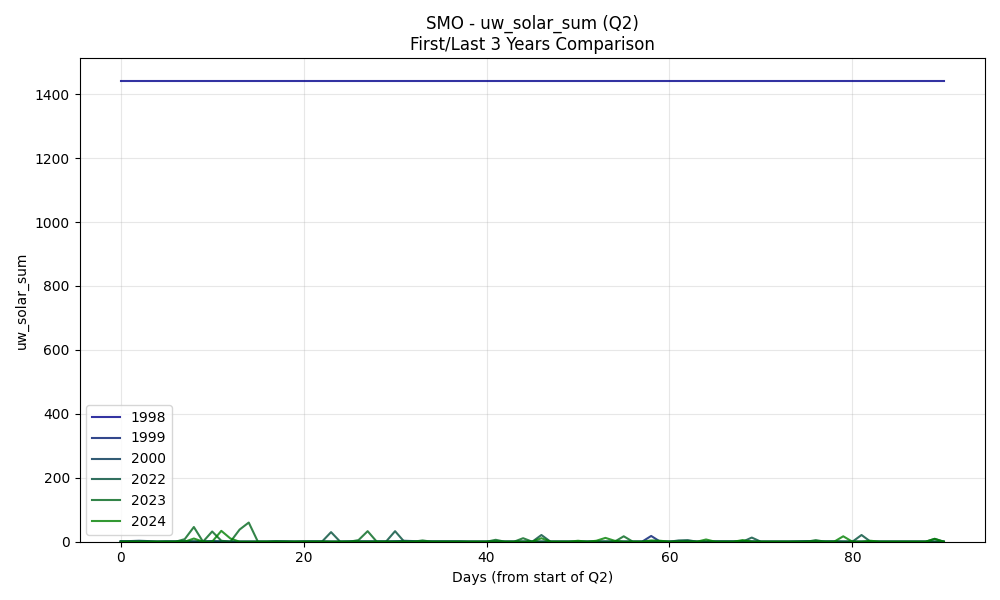 SMO - uw_solar_sum (Q2)
First/Last 3 Years Comparison
uw_solar_sum
1400
1200
1000
800
600
400
200
0
1998
1999
2000
2022
2023
2024
0 20 40 60 80
Days (from start of Q2)